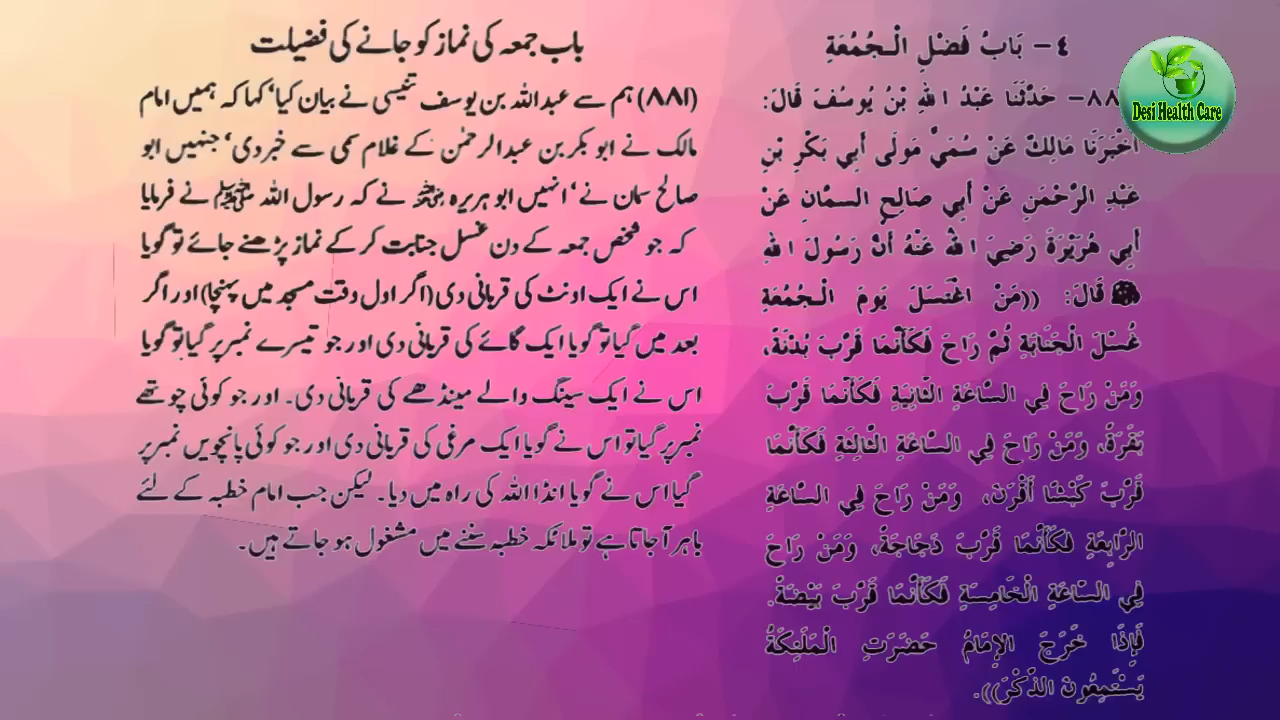 ٤- بَابُ فَضْلِ الْجُمُعَةِ
٨٨- حَدَّثَنَا عَبْدُ اللهِ بْنُ يُوسُفَ قَالَ:
أَخْبَرَنَا مَالِكٌ عَنْ سُمَيٍّ مَولَى أَبِي بَكْرِ بْنِ
عَبْدِ الرَّحْمَنِ عَنْ أَبِي صَالِحٍ السمَّانِ عَنْ
أَبِي هُرَيْرَةَ رَضِيَ اللهُ عَنْهُ أَنَّ رَسُولَ اللهِ
ﷺ قَالَ: ((مَنْ اغْتَسَلَ يَومَ الْجُمُعَةِ
غُسْلَ الْجَنَابَةِ ثُمَّ رَاحَ فَكَأَنَّمَا قَرَّبَ بُدْنَةً،
وَمَنْ رَاحَ فِي السَّاعَةِ الثَّانِيَةِ فَكَأَنَّمَا قَرَّبَ
بَقَرَةً، وَمَنْ رَاحَ فِي السَّاعَةِ الثَّالِثَةِ فَكَأَنَّمَا
قَرَّبَ كَبْشًا أَقْرَنَ، وَمَنْ رَاحَ فِي السَّاعَةِ
الرَّابِعَةِ فَكَأَنَّمَا قَرَّبَ دَجَاجَةً، وَمَنْ رَاحَ
فِي السَّاعَةِ الْخَامِسَةِ فَكَأَنَّمَا قَرَّبَ بَيْضَةً.
فَإِذَا خَرَجَ الإِمَامُ حَضَرَتِ الْمَلَئِكَةُ
يَسْتَمِعُونَ الذِّكْرَ)).
باب جمعہ کی نماز کو جانے کی فضیلت
(۸۸۱) ہم سے عبداللہ بن یوسف تنیسی نے بیان کیا' کہا کہ ہمیں امام
مالک نے ابو بکر بن عبدالرحمٰن کے غلام سمی سے خبر دی' جنہیں ابو
صالح سمان نے' انہیں ابو ہریرہ رضی اللہ عنہ نے کہ رسول اللہ ﷺ نے فرمایا
کہ جو شخص جمعہ کے دن غسل جنابت کر کے نماز پڑھنے جائے تو گویا
اس نے ایک اونٹ کی قربانی دی (اگر اول وقت مسجد میں پہنچا) اور اگر
بعد میں گیا تو گویا ایک گائے کی قربانی دی اور جو تیسرے نمبر پر گیا تو گویا
اس نے ایک سینگ والے مینڈھے کی قربانی دی۔ اور جو کوئی چوتھے
نمبر پر گیا تو اس نے گویا ایک مرغی کی قربانی دی اور جو کوئی پانچویں نمبر پر
گیا اس نے گویا انڈا اللہ کی راہ میں دیا۔ لیکن جب امام خطبہ کے لئے
باہر آجاتا ہے تو ملائکہ خطبہ سننے میں مشغول ہو جاتے ہیں۔
Desi Health Care